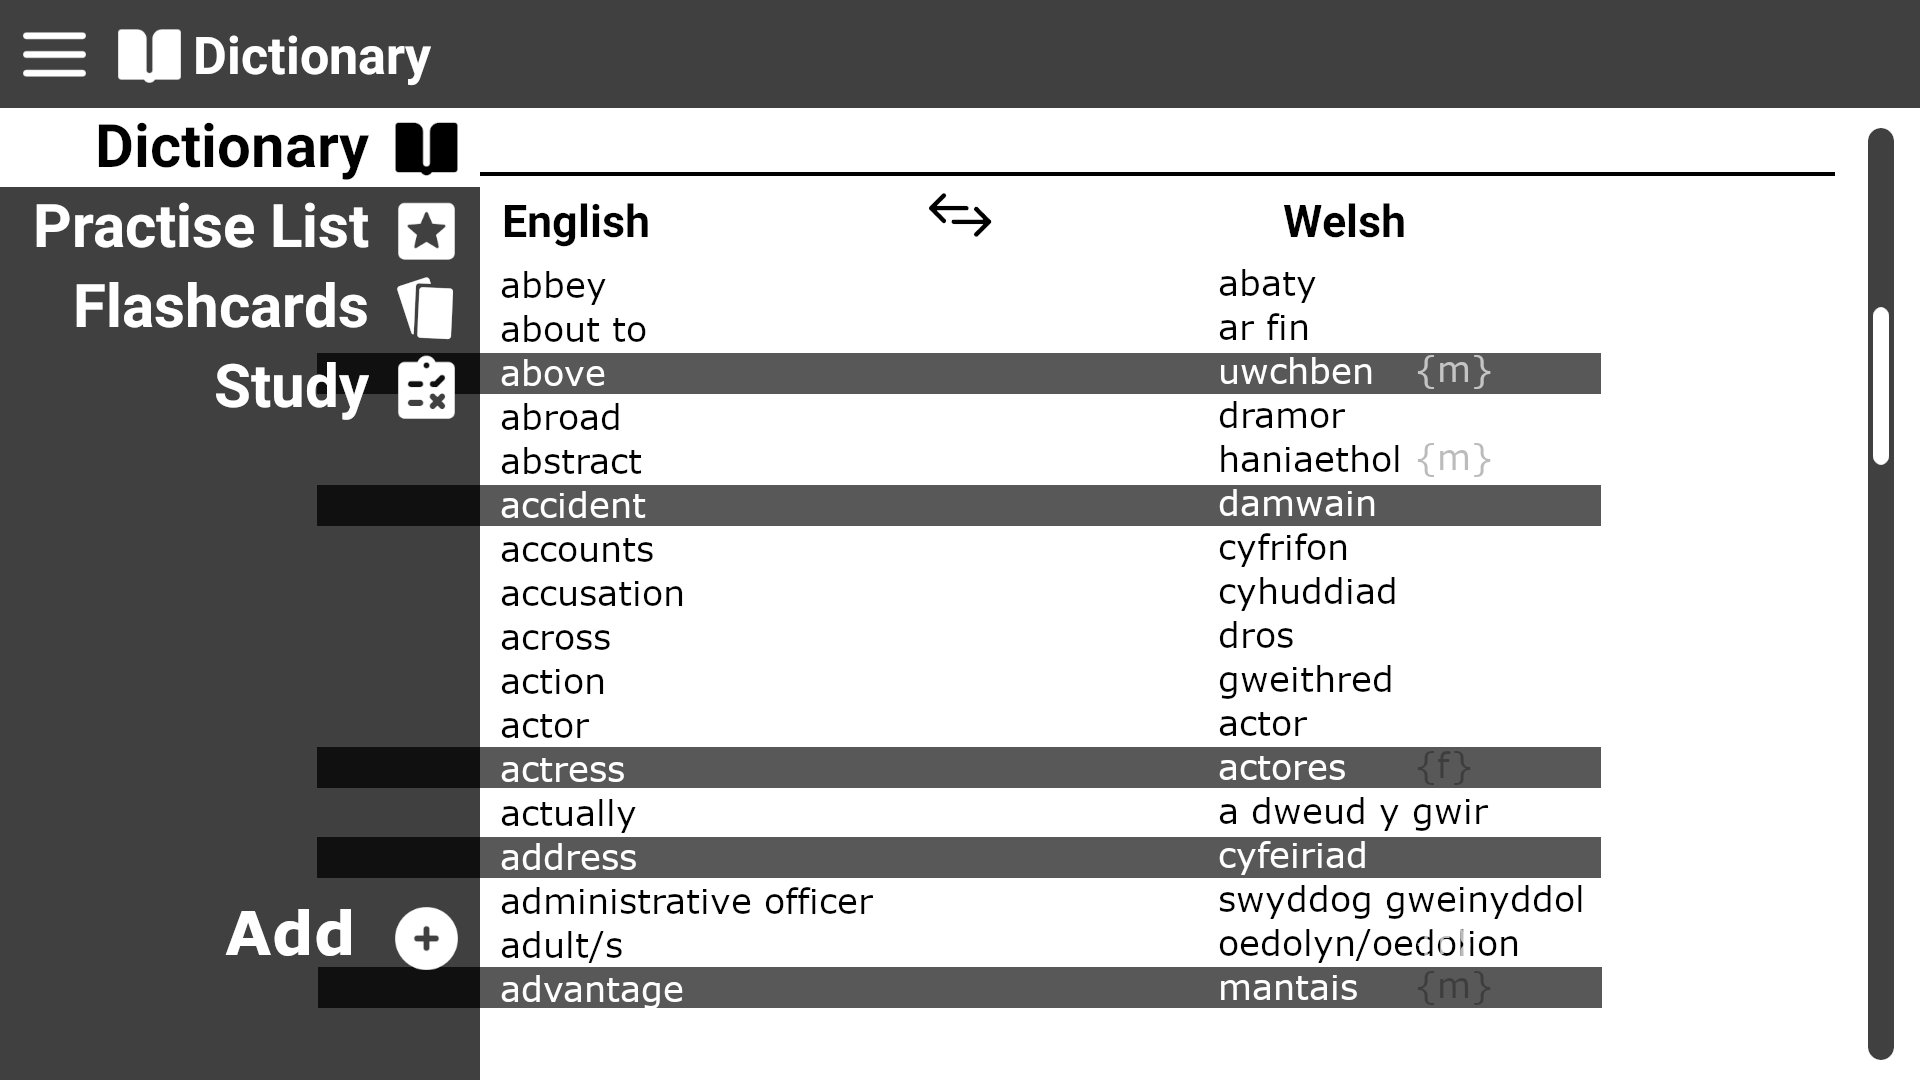 Dictionary
Dictionary
Practise List
Flashcards
Study
Add
English Welsh
abbey abaty
about to ar fin
above uwchben {m}
abroad dramor
abstract haniaethol {m}
accident damwain
accounts cyfrifon
accusation cyhuddiad
across dros
action gweithred
actor actor
actress actores {f}
actually a dweud y gwir
address cyfeiriad
administrative officer swyddog gweinyddol
adult/s oedolyn/oedolion
advantage mantais {m}